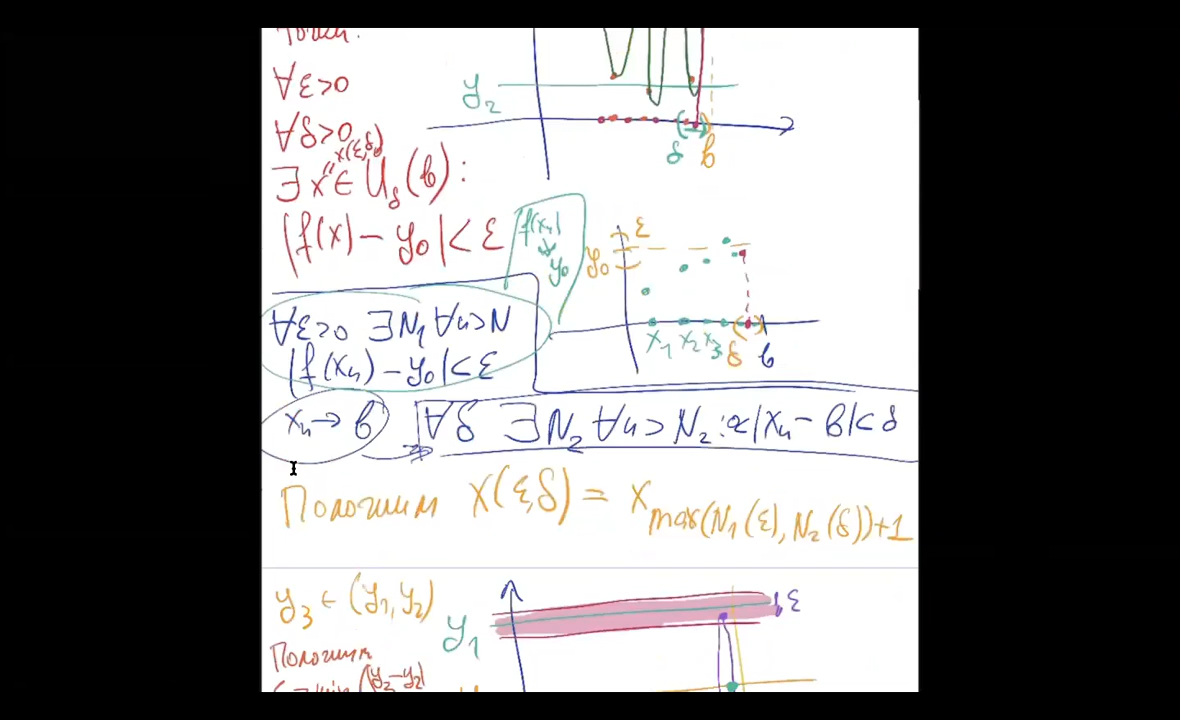 ∀ε>0
y₂
∀δ>0
x(ε,δ)
∃ x ∈ U_δ(b):
δ b
|f(x) - y₀| < ε
f(xₙ)
↓
y₀
ε
y₀
∀ε>0 ∃N₁ ∀n>N
|f(xₙ) - y₀| < ε
x₁ x₂ x₃ δ b
xₙ → b ∀δ ∃N₂ ∀n > N₂ : |xₙ - b| < δ
Положим x(ε,δ) = x_max(N₁(ε), N₂(δ))+1
y₃ ∈ (y₁, y₂)
y₁
ε
Положим